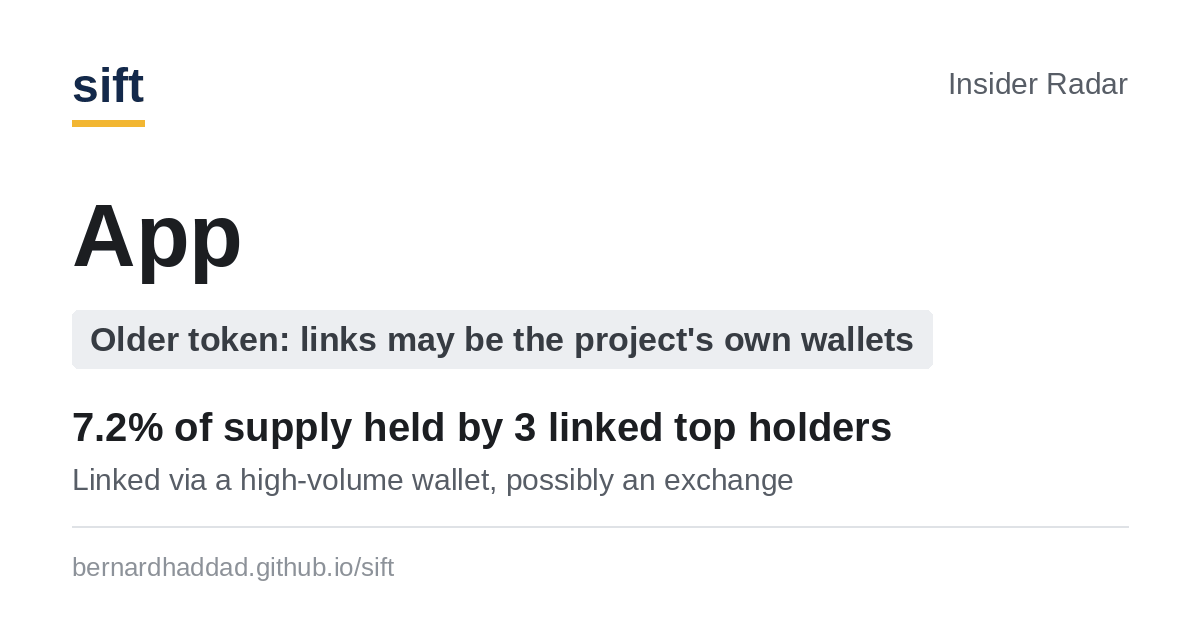 sift
Insider Radar
App
Older token: links may be the project's own wallets
7.2% of supply held by 3 linked top holders
Linked via a high-volume wallet, possibly an exchange
bernardhaddad.github.io/sift